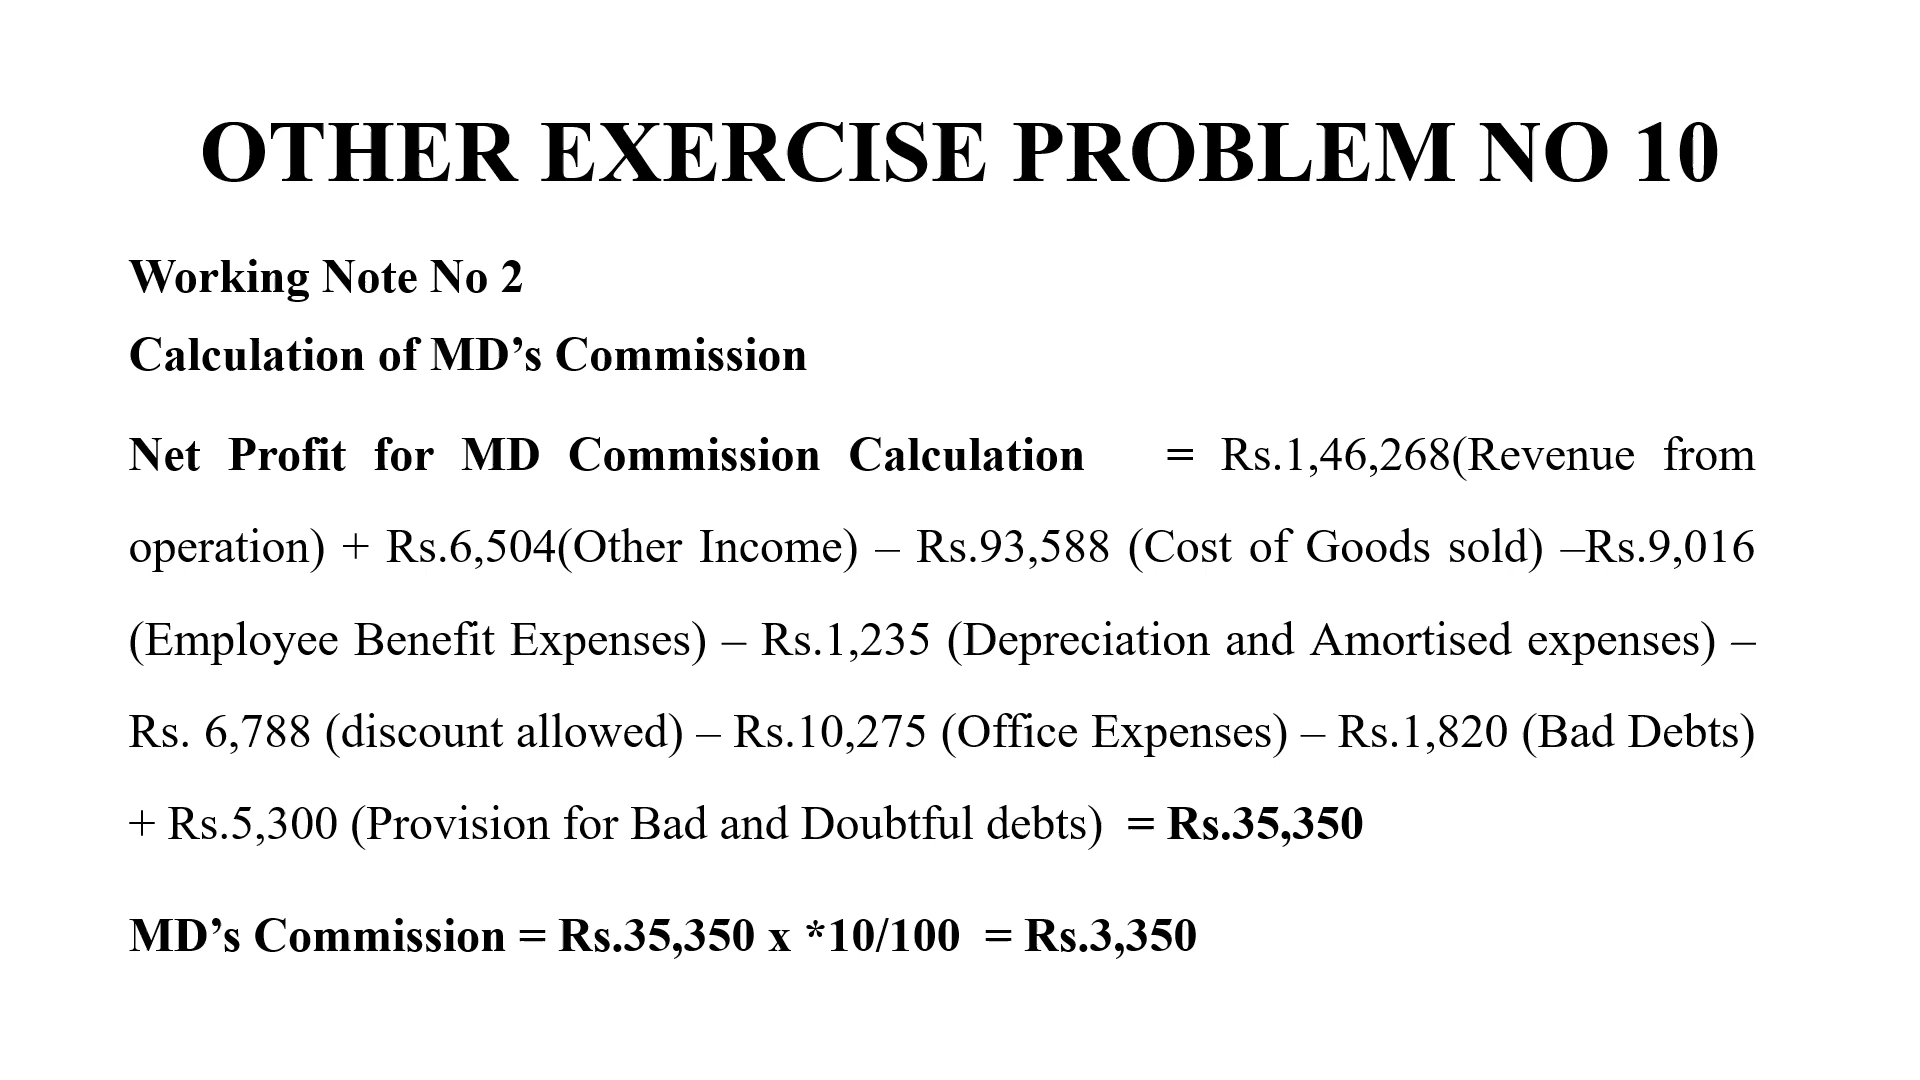 OTHER EXERCISE PROBLEM NO 10
Working Note No 2
Calculation of MD’s Commission
Net Profit for MD Commission Calculation = Rs.1,46,268(Revenue from
operation) + Rs.6,504(Other Income) – Rs.93,588 (Cost of Goods sold) –Rs.9,016
(Employee Benefit Expenses) – Rs.1,235 (Depreciation and Amortised expenses) –
Rs. 6,788 (discount allowed) – Rs.10,275 (Office Expenses) – Rs.1,820 (Bad Debts)
+ Rs.5,300 (Provision for Bad and Doubtful debts) = Rs.35,350
MD’s Commission = Rs.35,350 x *10/100 = Rs.3,350